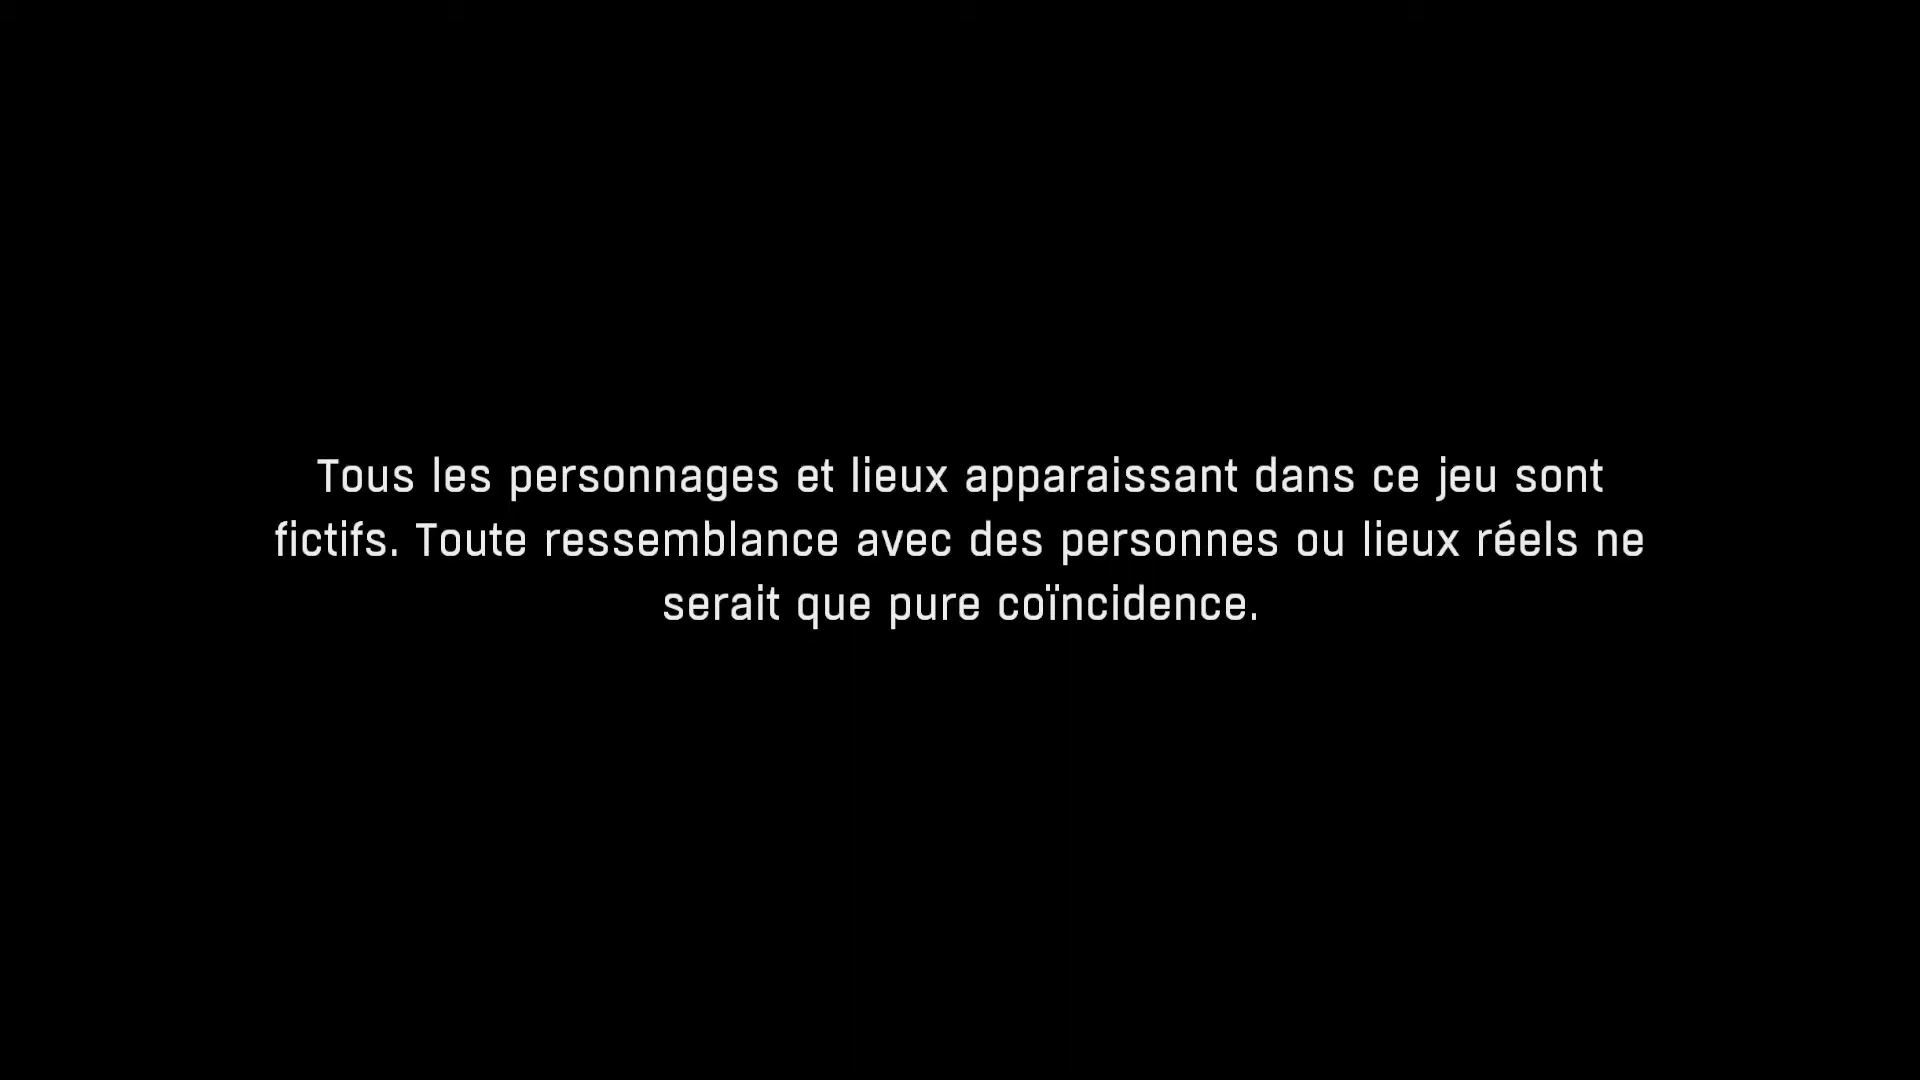 Tous les personnages et lieux apparaissant dans ce jeu sont
fictifs. Toute ressemblance avec des personnes ou lieux réels ne
serait que pure coïncidence.